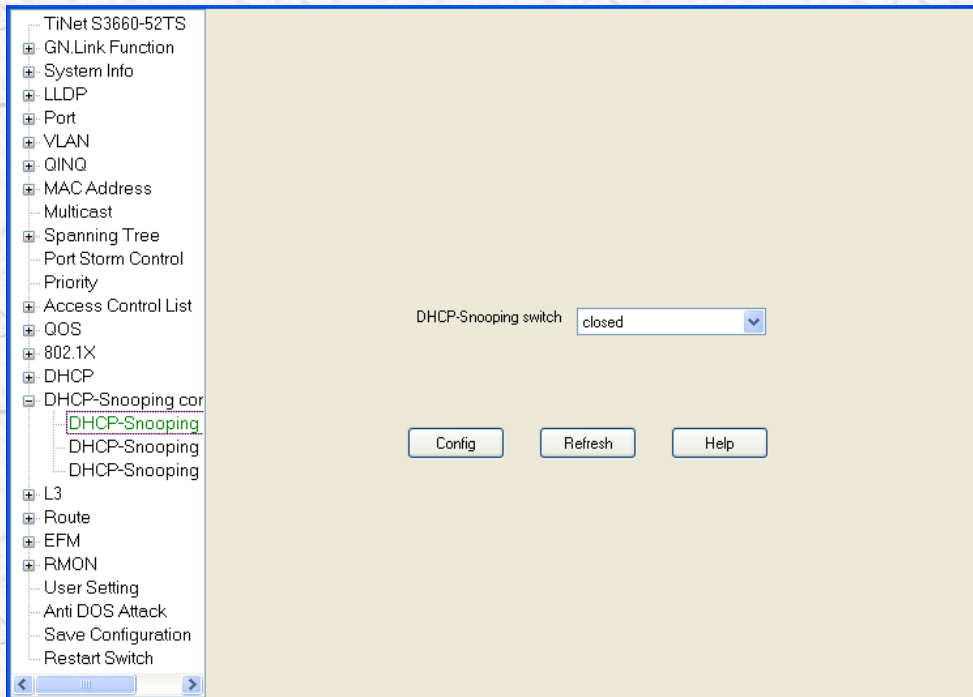 TiNet S3660-52TS
GN.Link Function
System Info
LLDP
Port
VLAN
QINQ
MAC Address
Multicast
Spanning Tree
Port Storm Control
Priority
Access Control List
QOS
802.1X
DHCP
DHCP-Snooping cor
DHCP-Snooping
DHCP-Snooping
DHCP-Snooping
L3
Route
EFM
RMON
User Setting
Anti DOS Attack
Save Configuration
Restart Switch
DHCP-Snooping switch closed
Config Refresh Help